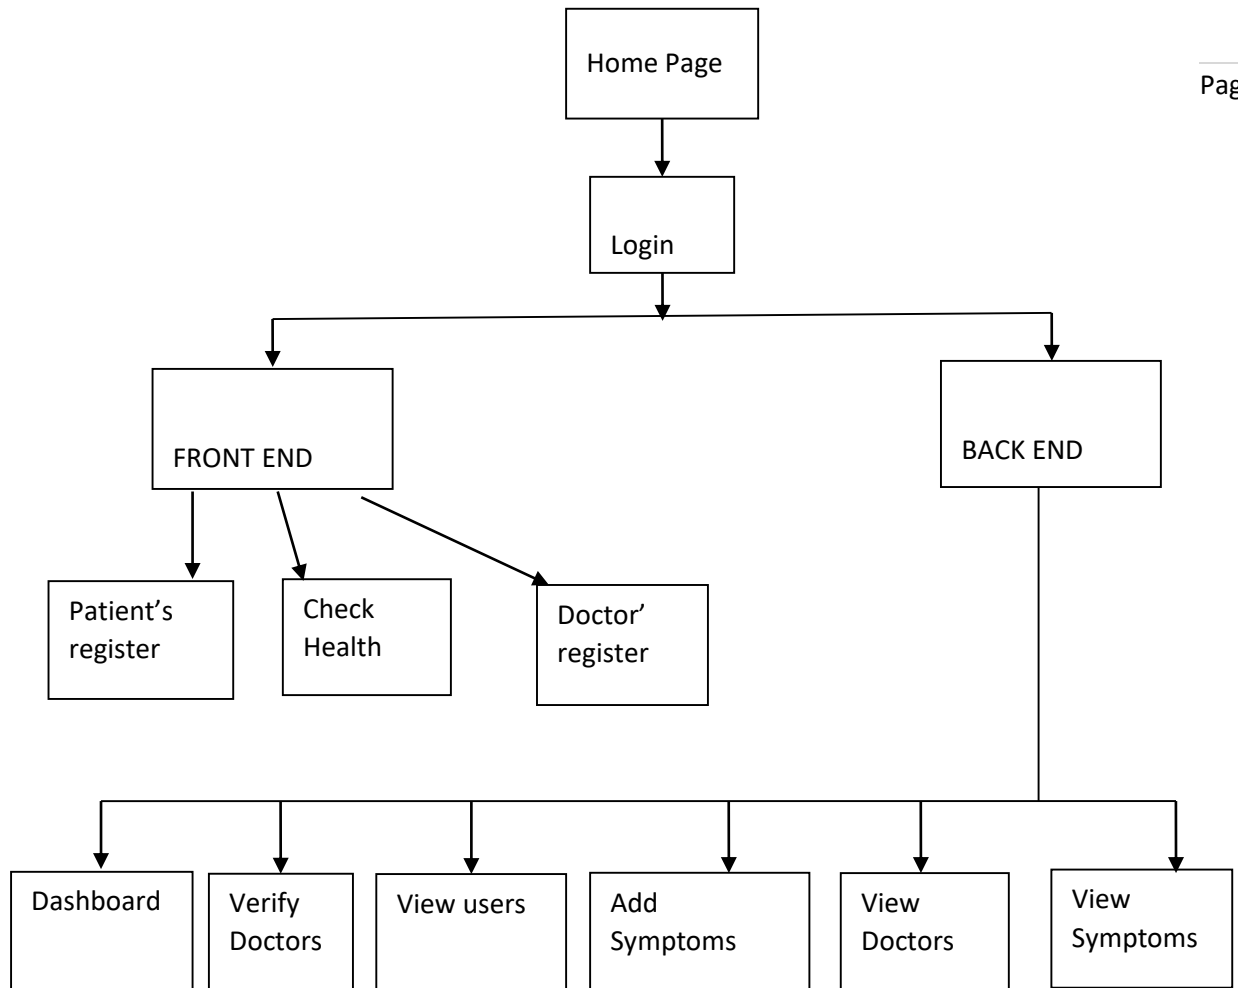 Home Page
Pag
Login
FRONT END
BACK END
Patient’s
register
Check
Health
Doctor’
register
Dashboard
Verify
Doctors
View users
Add
Symptoms
View
Doctors
View
Symptoms